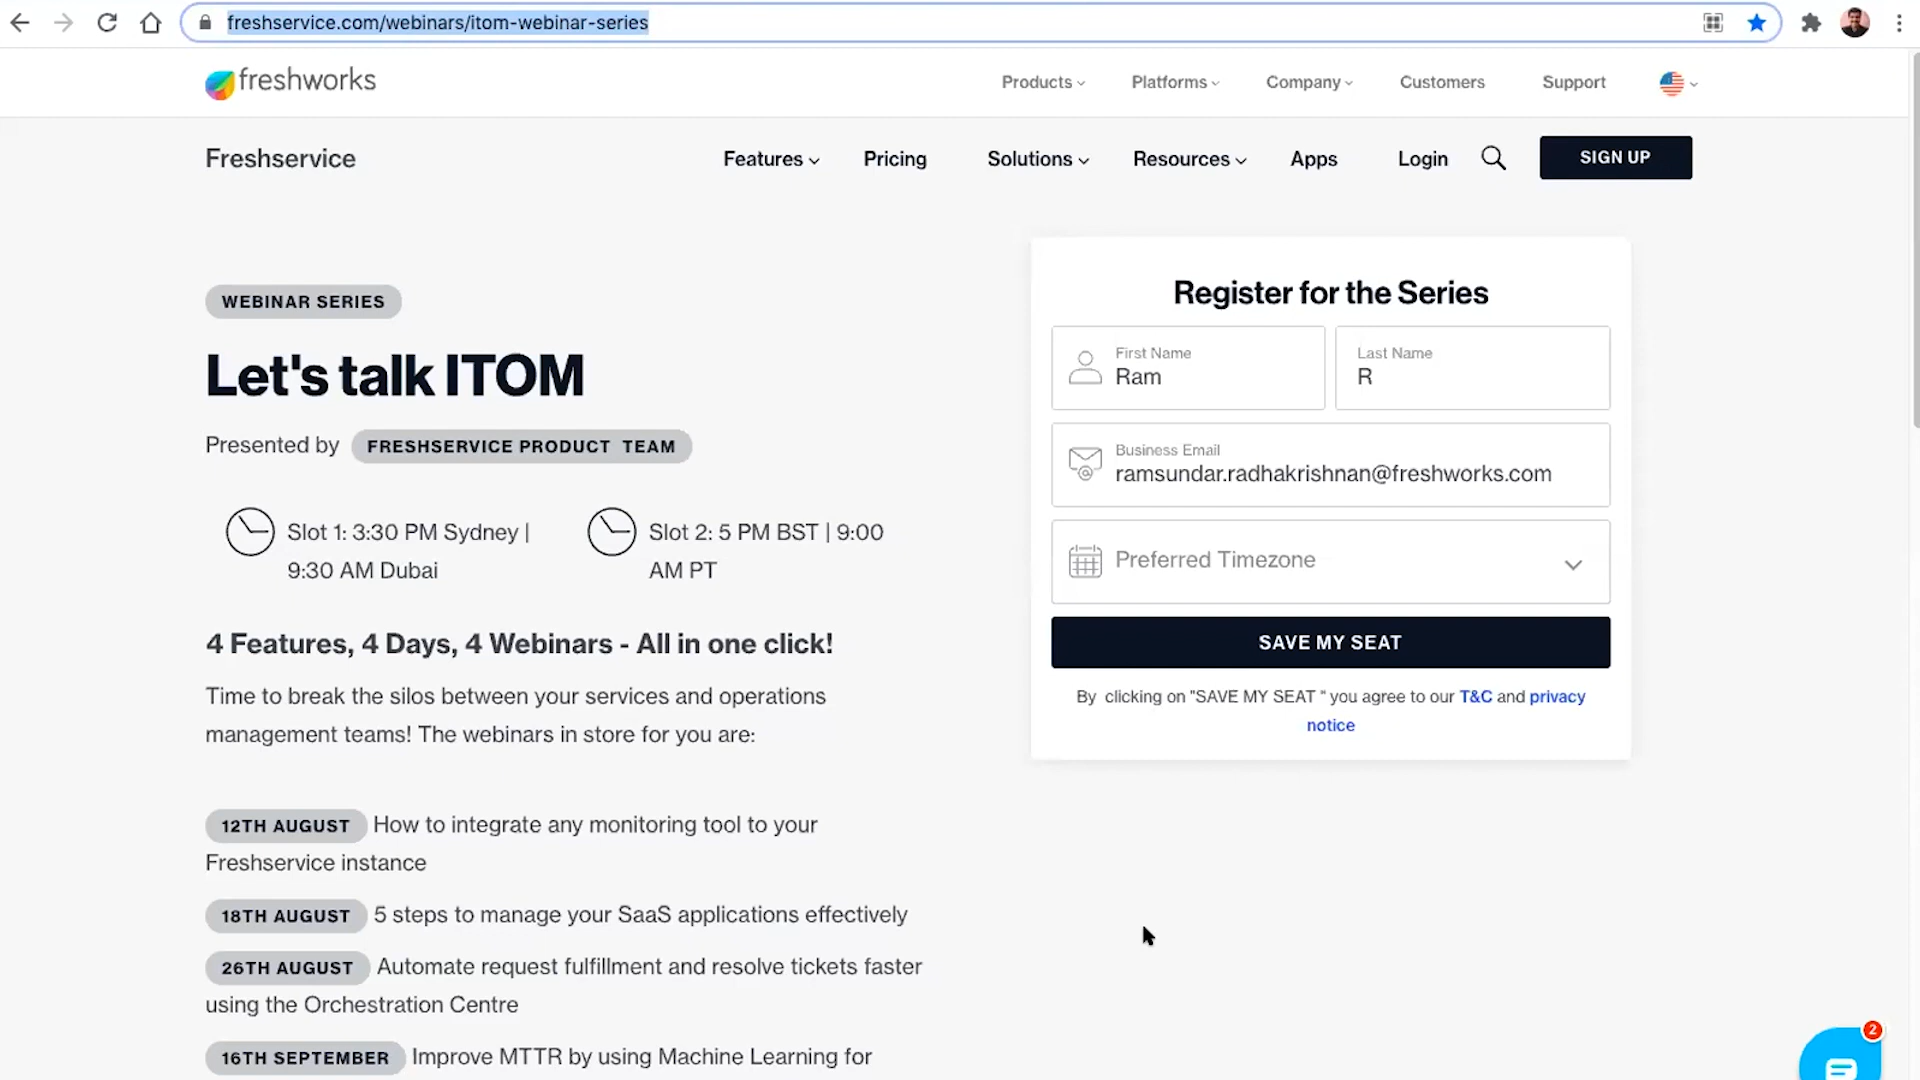 freshservice.com/webinars/itom-webinar-series
freshworks
Products
Platforms
Company
Customers
Support
Freshservice
Features
Pricing
Solutions
Resources
Apps
Login
SIGN UP
WEBINAR SERIES
Let's talk ITOM
Presented by FRESHSERVICE PRODUCT TEAM
Slot 1: 3:30 PM Sydney |
9:30 AM Dubai
Slot 2: 5 PM BST | 9:00
AM PT
4 Features, 4 Days, 4 Webinars - All in one click!
Time to break the silos between your services and operations
management teams! The webinars in store for you are:
12TH AUGUST How to integrate any monitoring tool to your
Freshservice instance
18TH AUGUST 5 steps to manage your SaaS applications effectively
26TH AUGUST Automate request fulfillment and resolve tickets faster
using the Orchestration Centre
16TH SEPTEMBER Improve MTTR by using Machine Learning for
Register for the Series
First Name
Ram
Last Name
R
Business Email
ramsundar.radhakrishnan@freshworks.com
Preferred Timezone
SAVE MY SEAT
By clicking on "SAVE MY SEAT " you agree to our T&C and privacy
notice
2